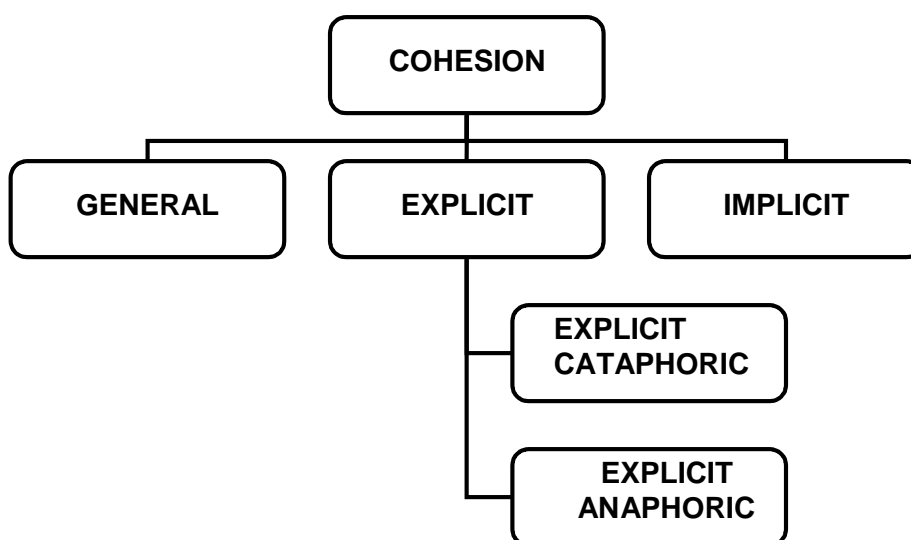 COHESION
GENERAL
EXPLICIT
IMPLICIT
EXPLICIT
CATAPHORIC
EXPLICIT
ANAPHORIC